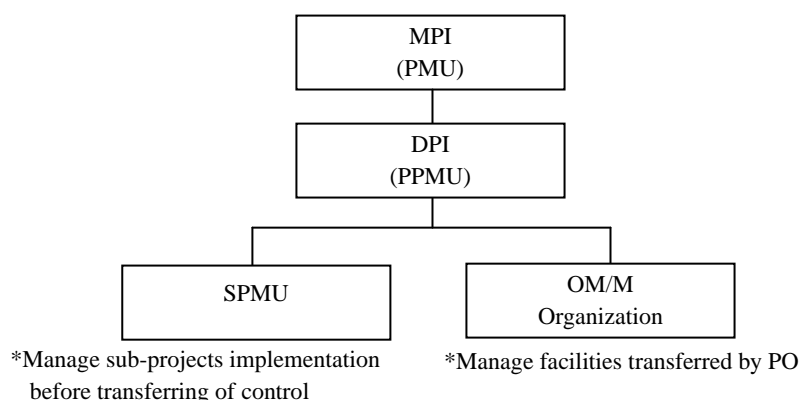 MPI
(PMU)
DPI
(PPMU)
SPMU
OM/M
Organization
*Manage sub-projects implementation
before transferring of control
*Manage facilities transferred by PO